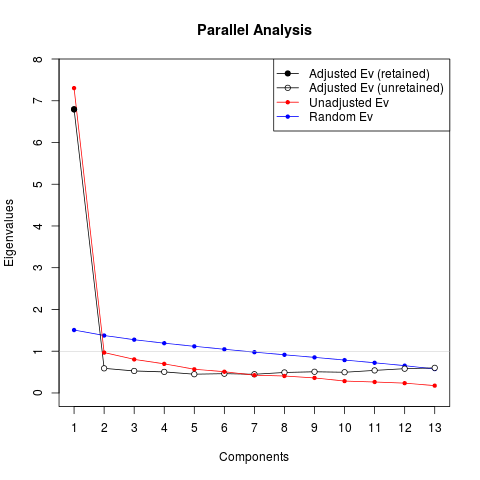 Parallel Analysis
Adjusted Ev (retained)
Adjusted Ev (unretained)
Unadjusted Ev
Random Ev
Eigenvalues
8
7
6
5
4
3
2
1
0
1 2 3 4 5 6 7 8 9 10 11 12 13
Components